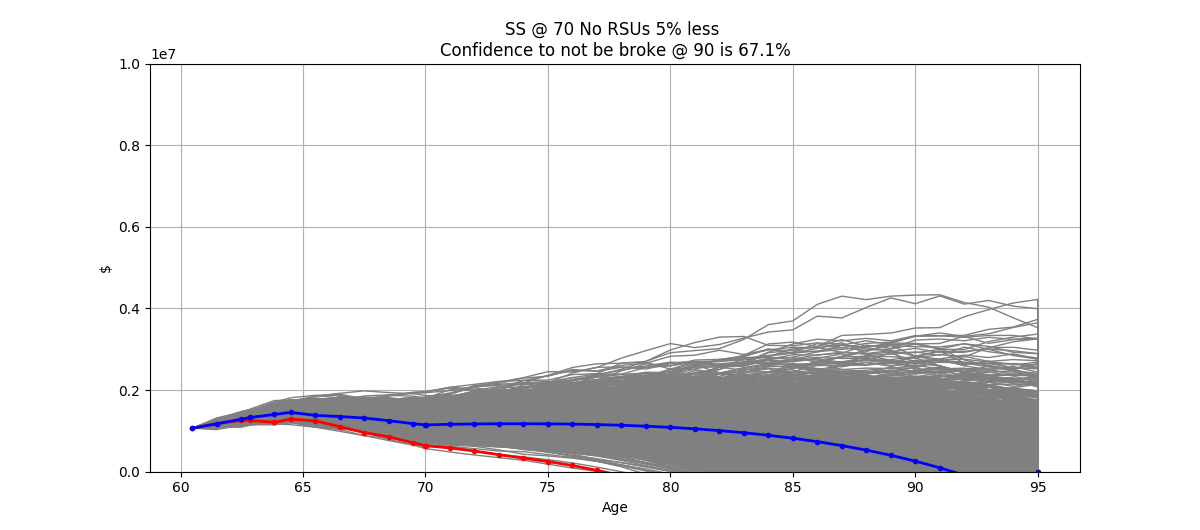 SS @ 70 No RSUs 5% less
Confidence to not be broke @ 90 is 67.1%
1e7
1.0
0.8
0.6
$
0.4
0.2
0.0
60 65 70 75 80 85 90 95
Age